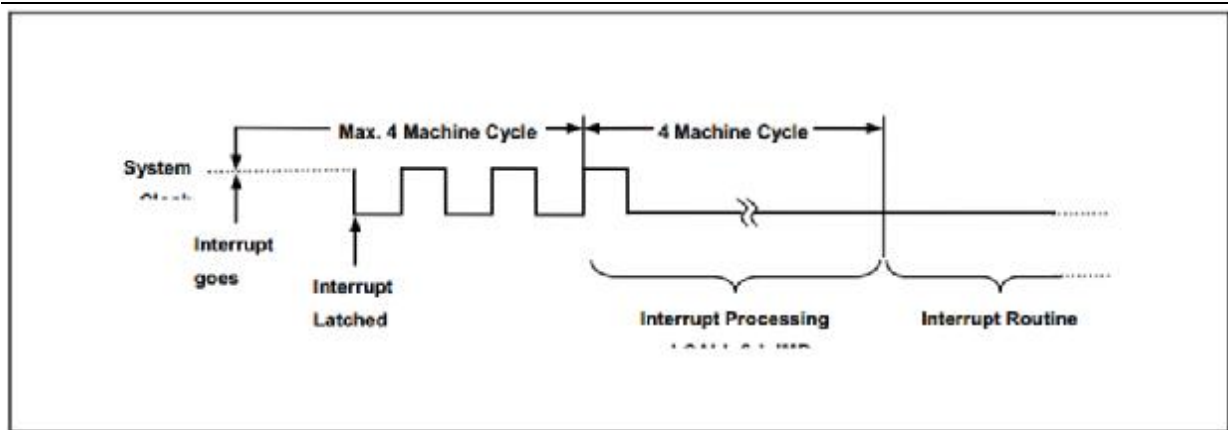 Max. 4 Machine Cycle
4 Machine Cycle
System
Interrupt
goes
Interrupt
Latched
Interrupt Processing
Interrupt Routine